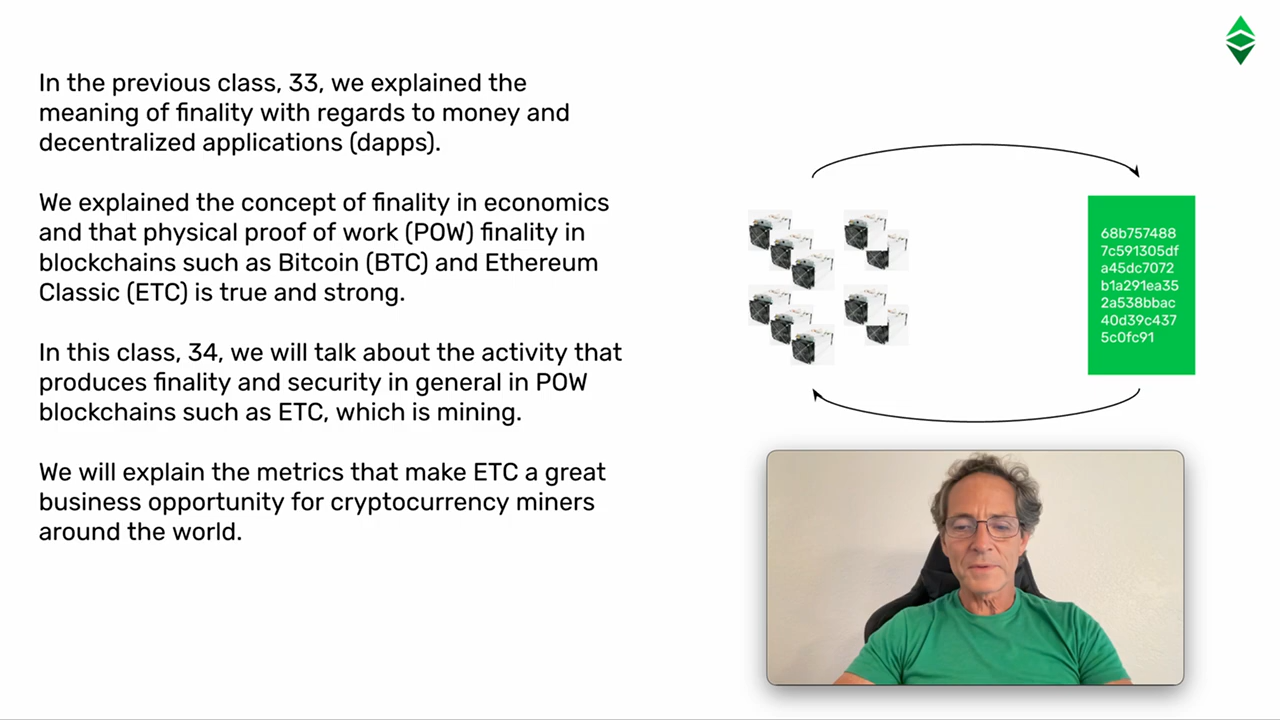 In the previous class, 33, we explained the
meaning of finality with regards to money and
decentralized applications (dapps).
We explained the concept of finality in economics
and that physical proof of work (POW) finality in
blockchains such as Bitcoin (BTC) and Ethereum
Classic (ETC) is true and strong.
In this class, 34, we will talk about the activity that
produces finality and security in general in POW
blockchains such as ETC, which is mining.
We will explain the metrics that make ETC a great
business opportunity for cryptocurrency miners
around the world.
68b757488
7c591305df
a45dc7072
b1a291ea35
2a538bbac
40d39c437
5c0fc91